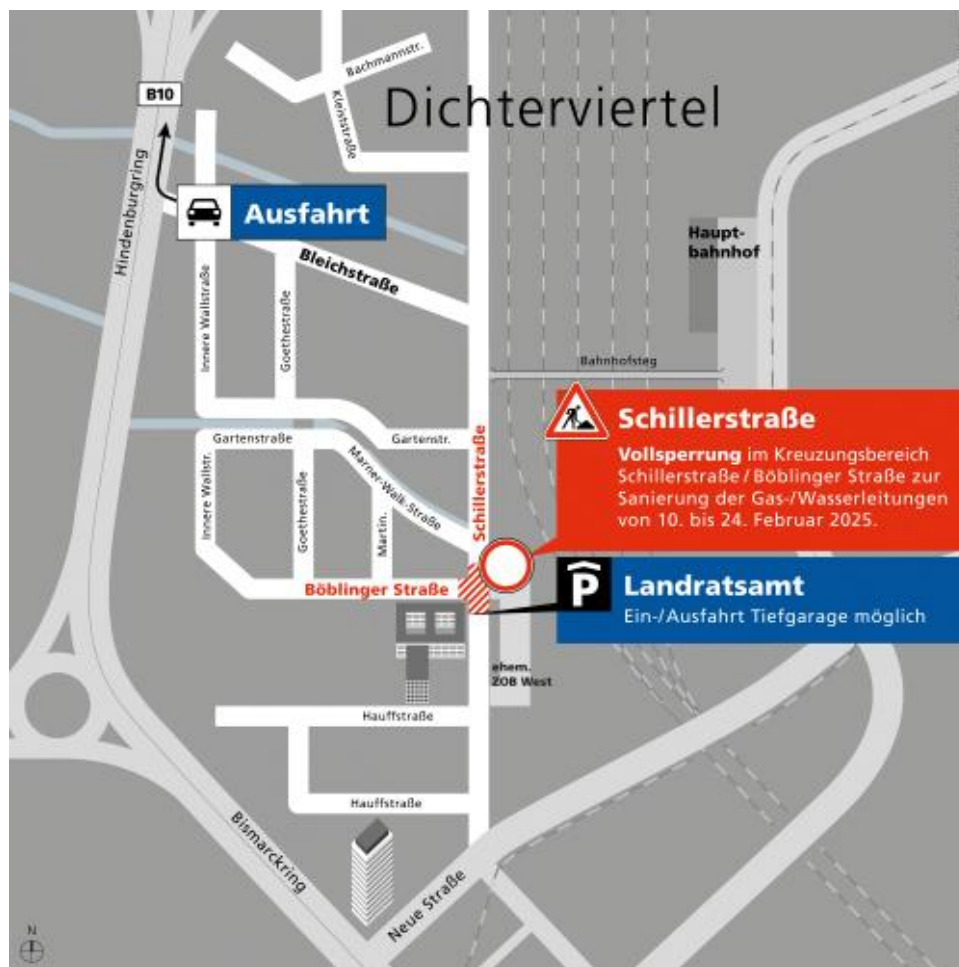 Bachmannstr.
B10
Kleiststraße
Dichterviertel
Hindenburgring
Ausfahrt
Haupt-
bahnhof
Bleichstraße
Innere Wallstraße
Goethestraße
Bahnhofsteg
Schillerstraße
Schillerstraße
Vollsperrung im Kreuzungsbereich
Schillerstraße/Böblinger Straße zur
Sanierung der Gas-/Wasserleitungen
von 10. bis 24. Februar 2025.
Gartenstraße
Gartenstr.
Marner-Walk-Straße
Innere Wallstr.
Goethestraße
Martin.
Böblinger Straße
P
Landratsamt
Ein-/Ausfahrt Tiefgarage möglich
ehem.
ZOB West
Hauffstraße
Hauffstraße
Bismarckring
Neue Straße
N